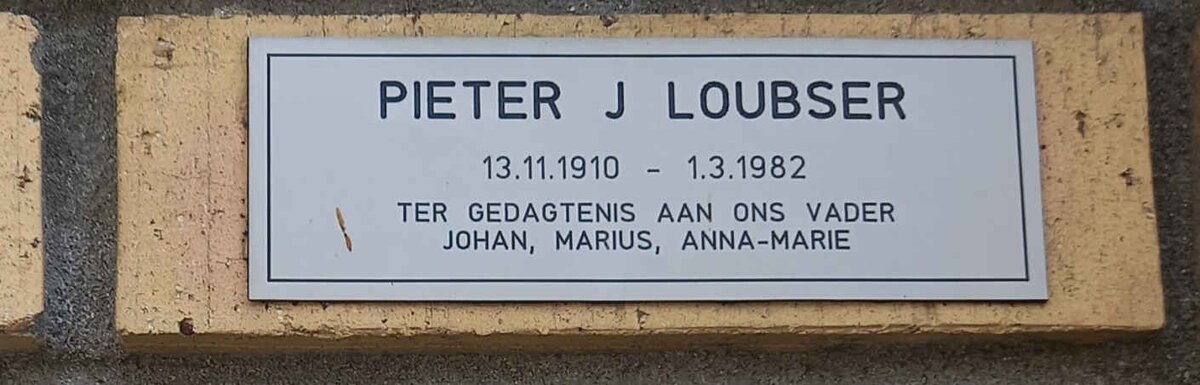 PIETER J LOUBSER
13.11.1910 - 1.3.1982
TER GEDAGTENIS AAN ONS VADER
JOHAN, MARIUS, ANNA-MARIE